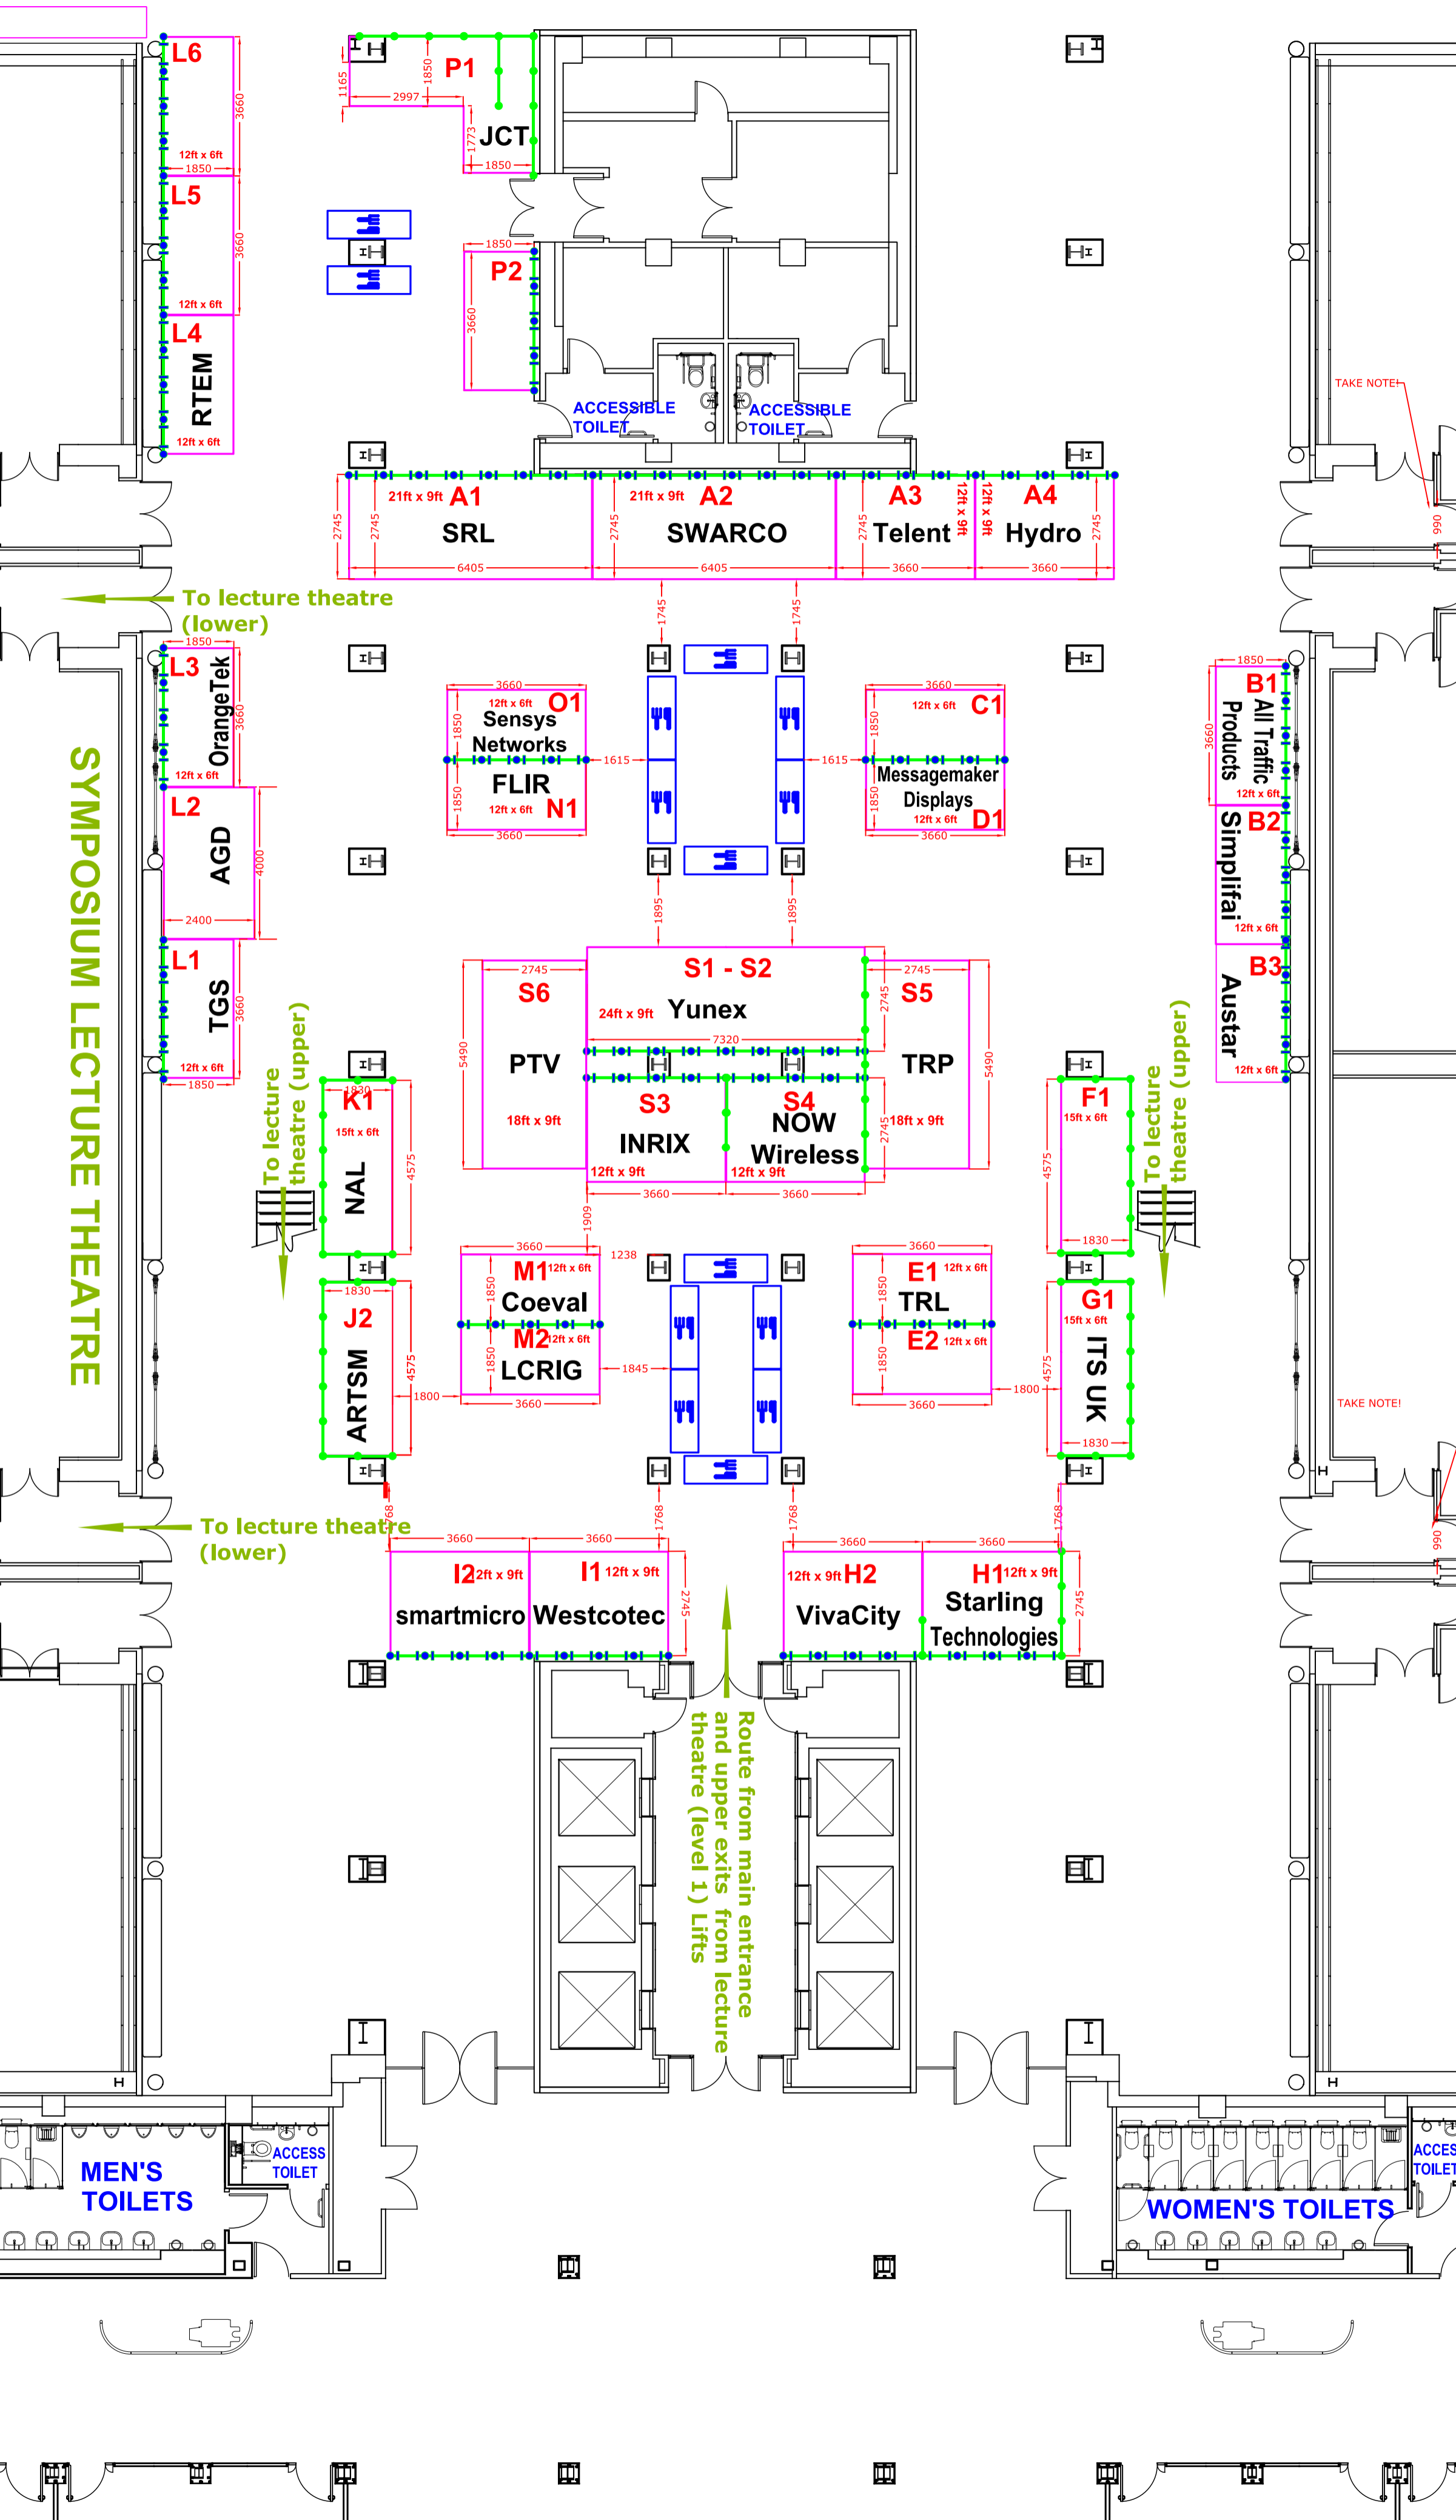 L6
12ft x 6ft
1850
3660
L5
12ft x 6ft
3660
L4
RTEM
12ft x 6ft
P1
1165
1850
2997
1773
JCT
1850
1850
P2
3660
ACCESSIBLE
TOILET
ACCESSIBLE
TOILET
TAKE NOTE!
990
21ft x 9ft A1
SRL
2745
2745
6405
21ft x 9ft A2
SWARCO
2745
6405
A3
12ft x 9ft
Telent
2745
3660
12ft x 9ft
A4
Hydro
2745
3660
To lecture theatre
(lower)
1745
1745
1850
L3
OrangeTek
3660
12ft x 6ft
L2
AGD
4000
2400
L1
TGS
3660
12ft x 6ft
1850
SYMPOSIUM LECTURE THEATRE
3660
12ft x 6ft O1
Sensys
Networks
1850
FLIR
12ft x 6ft N1
1850
3660
1615
1615
3660
12ft x 6ft C1
1850
Messagemaker
Displays
12ft x 6ft D1
1850
3660
1895
1895
1850
B1
All Traffic
Products
3660
12ft x 6ft
B2
Simplifai
12ft x 6ft
B3
Austar
12ft x 6ft
2745
S6
PTV
5490
18ft x 9ft
S1 - S2
Yunex
24ft x 9ft
7320
2745
2745
S5
TRP
5490
18ft x 9ft
S3
INRIX
12ft x 9ft
3660
S4
NOW
Wireless
12ft x 9ft
2745
3660
1909
1238
To lecture
theatre (upper)
To lecture
theatre (upper)
1830
K1
15ft x 6ft
NAL
4575
F1
15ft x 6ft
4575
1830
1830
J2
ARTSM
4575
1800
3660
M1 12ft x 6ft
Coeval
1850
M2 12ft x 6ft
LCRIG
1850
3660
1845
3660
E1 12ft x 6ft
TRL
1850
E2 12ft x 6ft
1850
3660
1800
G1
15ft x 6ft
ITS UK
4575
1830
TAKE NOTE!
990
To lecture theatre
(lower)
1768
1768
1768
1768
3660
I2 12ft x 9ft
smartmicro
3660
I1 12ft x 9ft
Westcotec
2745
3660
12ft x 9ft H2
VivaCity
3660
H1 12ft x 9ft
Starling
Technologies
2745
Route from main entrance
and upper exits from lecture
theatre (level 1) Lifts
MEN'S
TOILETS
ACCESS
TOILET
WOMEN'S TOILETS
ACCES
TOILET